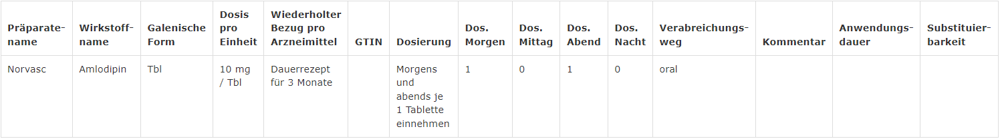 Präparate-
name
Wirkstoff-
name
Galenische
Form
Dosis
pro
Einheit
Wiederholter
Bezug pro
Arzneimittel
GTIN
Dosierung
Dos.
Morgen
Dos.
Mittag
Dos.
Abend
Dos.
Nacht
Verabreichungs-
weg
Kommentar
Anwendungs-
dauer
Substituier-
barkeit
Norvasc
Amlodipin
Tbl
10 mg
/ Tbl
Dauerrezept
für 3 Monate
Morgens
und
abends je
1 Tablette
einnehmen
1
0
1
0
oral